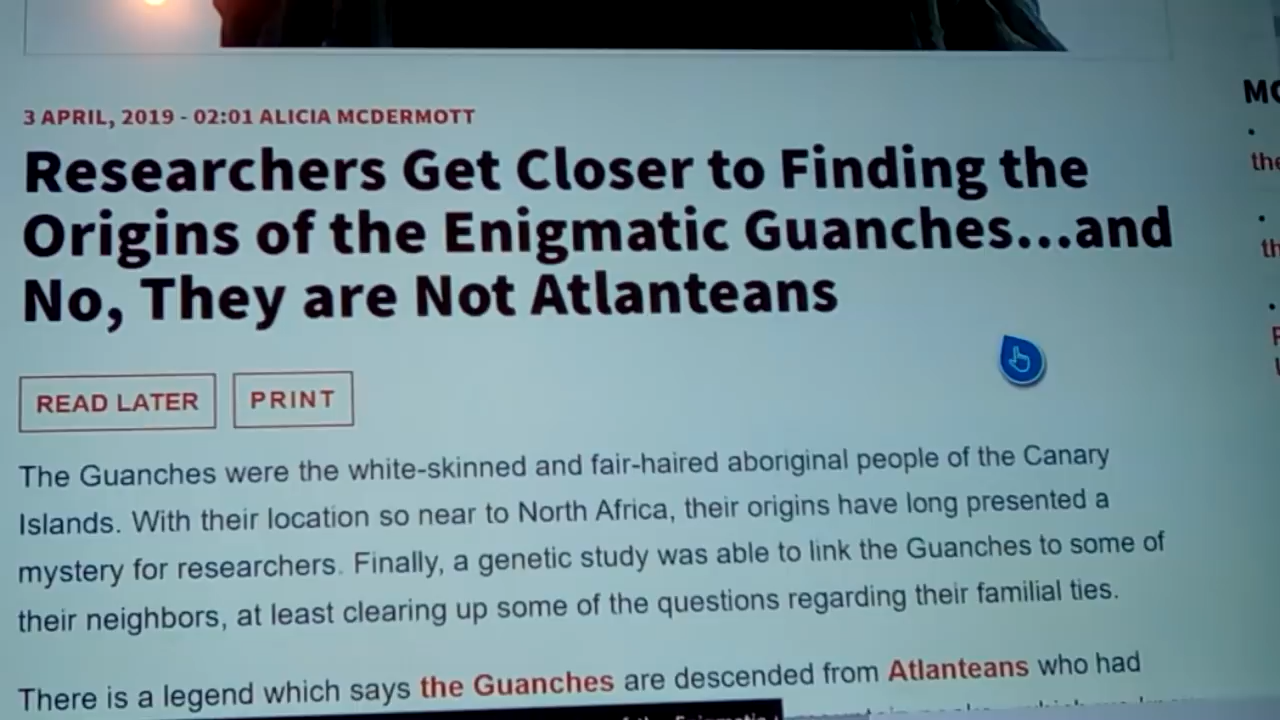 3 APRIL, 2019 - 02:01 ALICIA MCDERMOTT
Researchers Get Closer to Finding the
Origins of the Enigmatic Guanches...and
No, They are Not Atlanteans
READ LATER PRINT
The Guanches were the white-skinned and fair-haired aboriginal people of the Canary
Islands. With their location so near to North Africa, their origins have long presented a
mystery for researchers. Finally, a genetic study was able to link the Guanches to some of
their neighbors, at least clearing up some of the questions regarding their familial ties.
There is a legend which says the Guanches are descended from Atlanteans who had